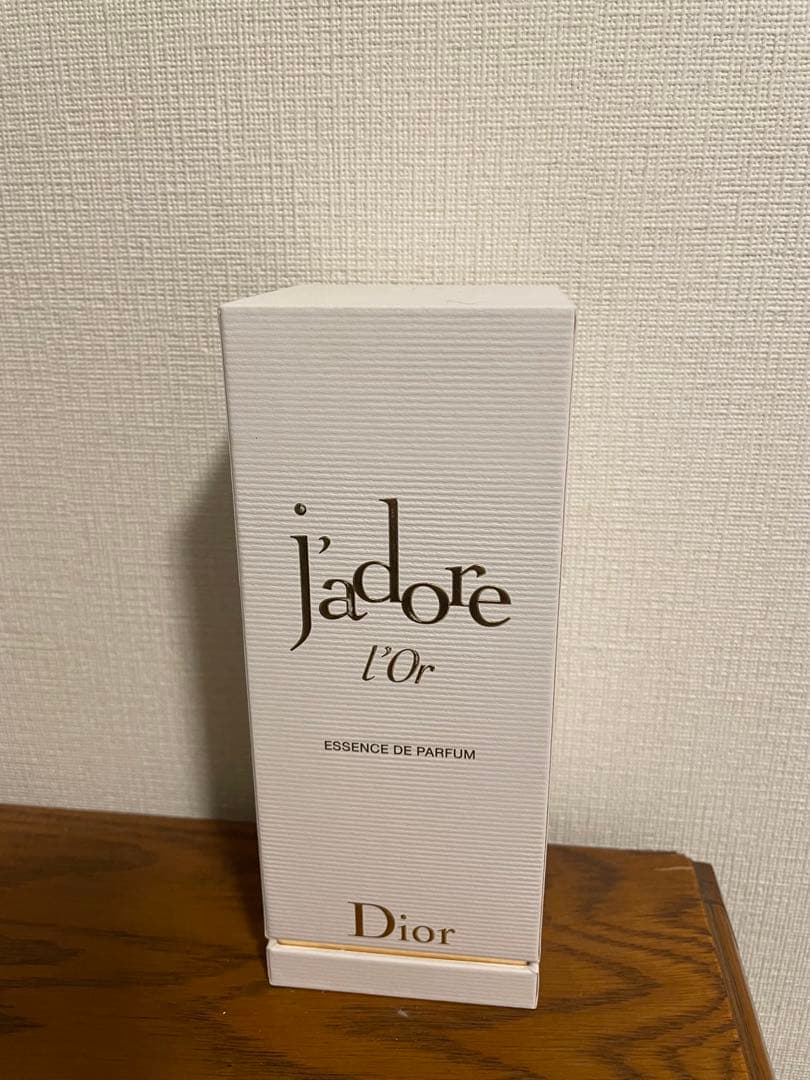 j'adore
l'Or
ESSENCE DE PARFUM
Dior